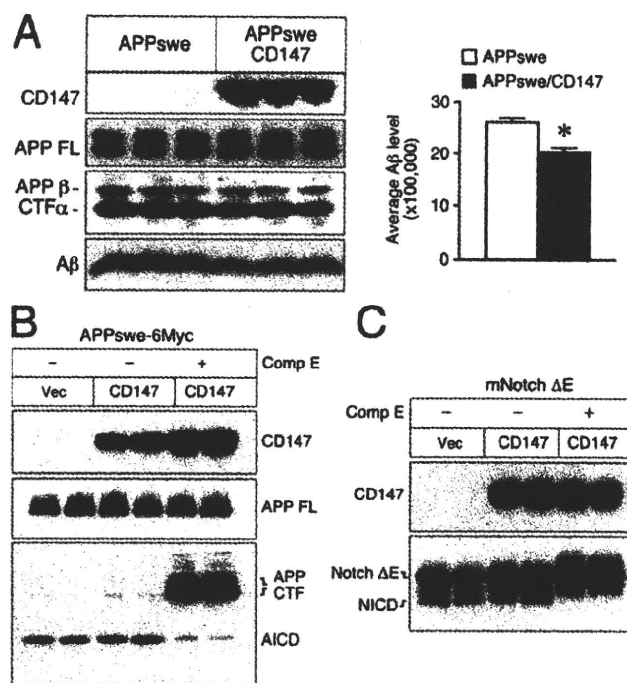 A
APPswe
APPswe
CD147
CD147
APP FL
APP β -
CTFα -
Aβ
APPswe
APPswe/CD147
Average Aβ level
(x100,000)
30
20
10
0
*
B
APPswe-6Myc
- - + Comp E
Vec CD147 CD147
CD147
APP FL
APP
CTF
AICD
C
mNotch ΔE
Comp E - - +
Vec CD147 CD147
CD147
Notch ΔE
NICD